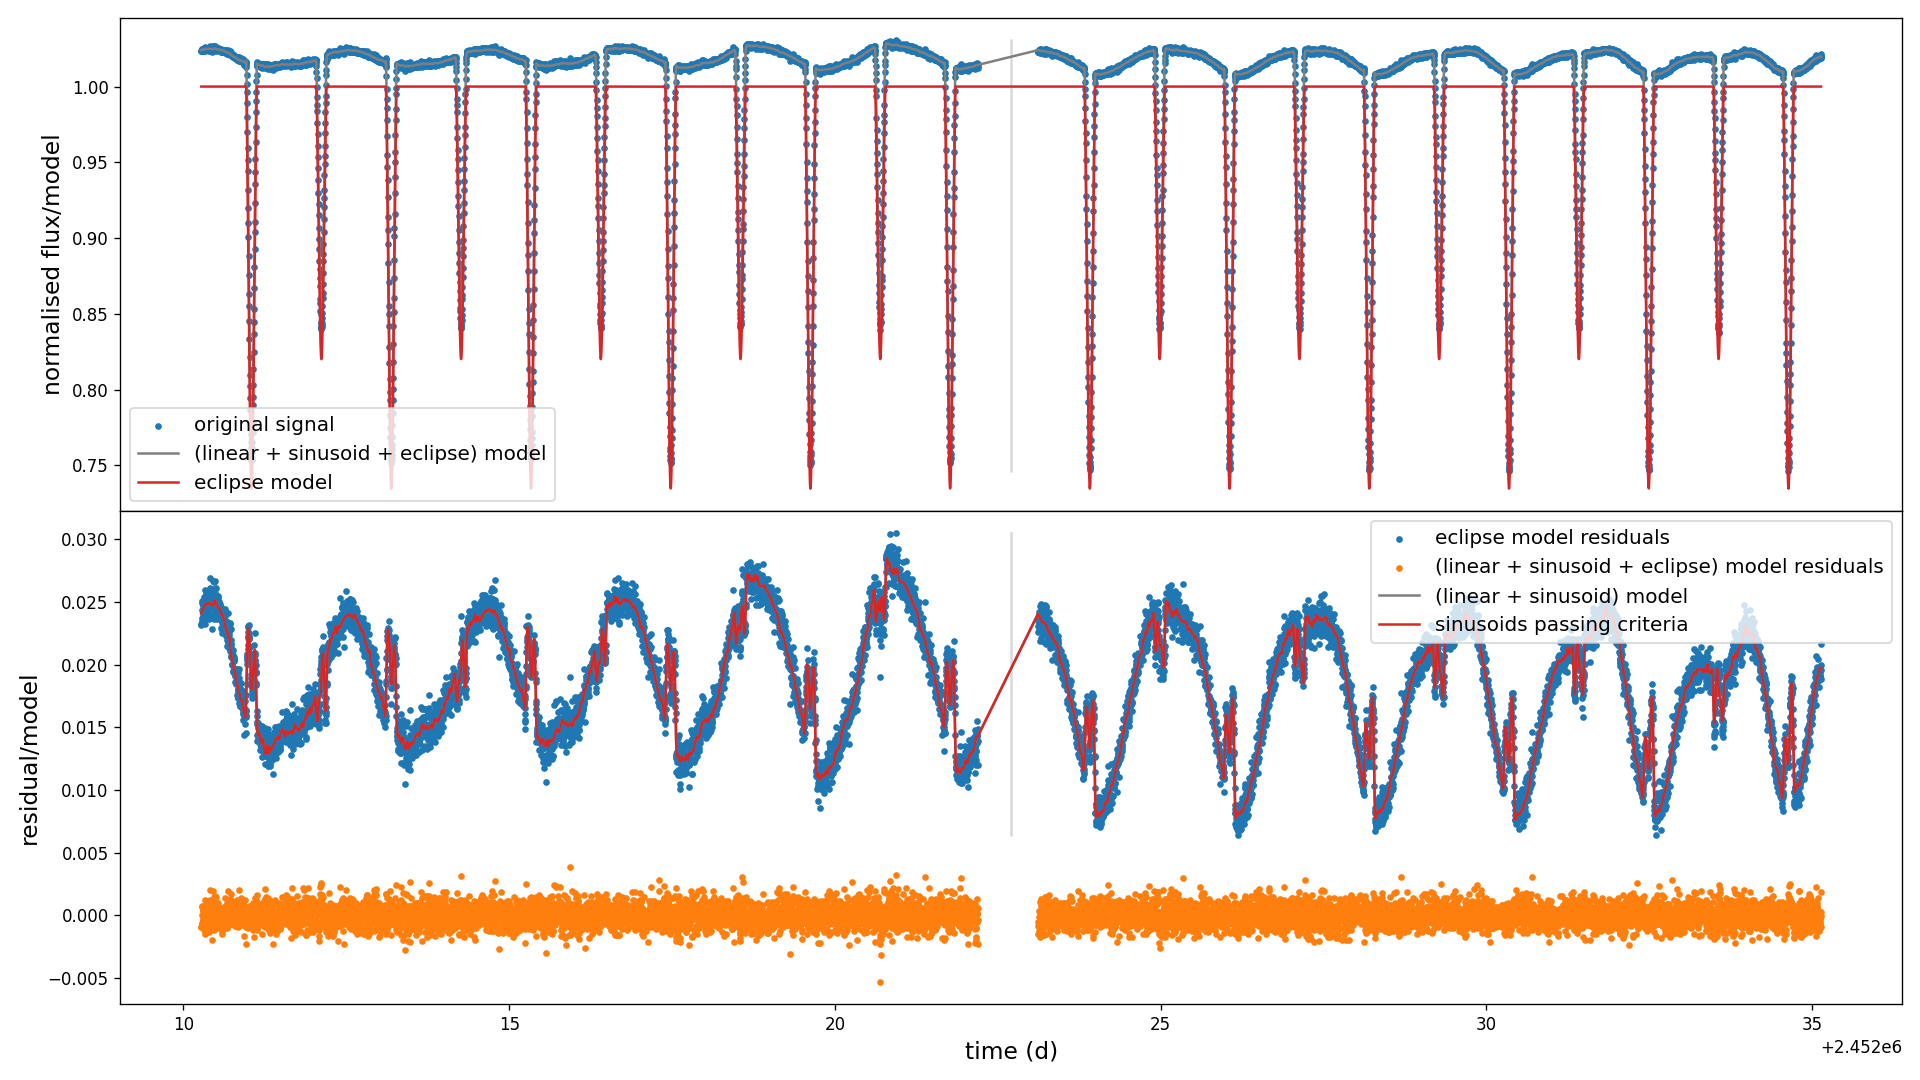 normalised flux/model
1.00
0.95
0.90
0.85
0.80
0.75
original signal
(linear + sinusoid + eclipse) model
eclipse model
residual/model
0.030
0.025
0.020
0.015
0.010
0.005
0.000
−0.005
eclipse model residuals
(linear + sinusoid + eclipse) model residuals
(linear + sinusoid) model
sinusoids passing criteria
10
15
20
25
30
35
time (d)
+2.452e6